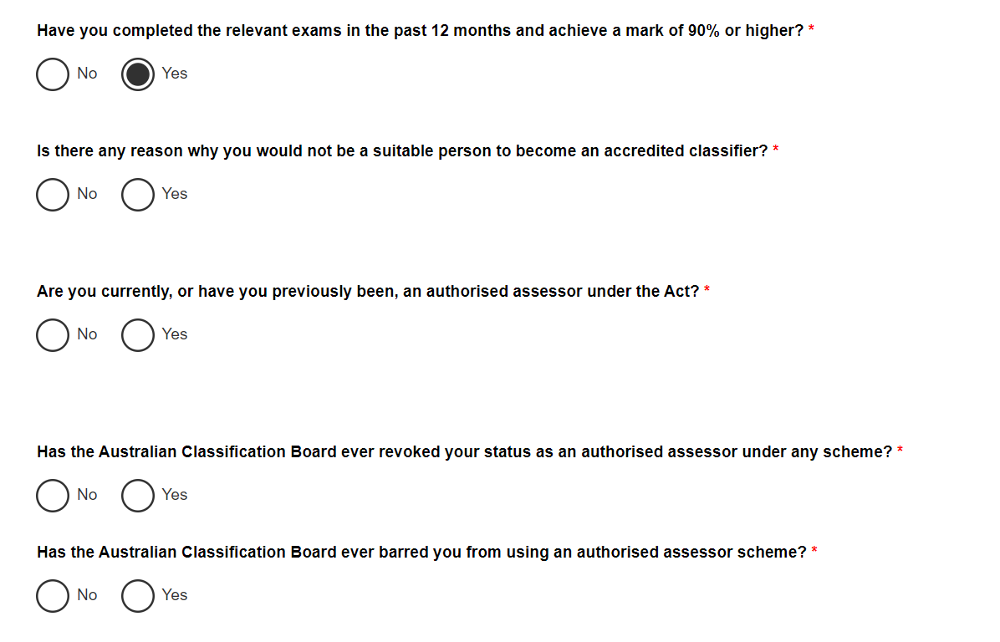 Have you completed the relevant exams in the past 12 months and achieve a mark of 90% or higher? *
No Yes
Is there any reason why you would not be a suitable person to become an accredited classifier? *
No Yes
Are you currently, or have you previously been, an authorised assessor under the Act? *
No Yes
Has the Australian Classification Board ever revoked your status as an authorised assessor under any scheme? *
No Yes
Has the Australian Classification Board ever barred you from using an authorised assessor scheme? *
No Yes